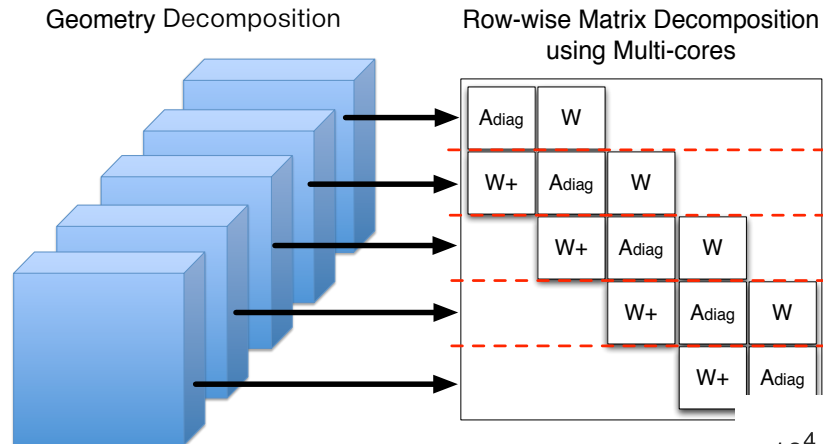 Geometry Decomposition
Row-wise Matrix Decomposition
using Multi-cores
Adiag W
W+ Adiag W
W+ Adiag W
W+ Adiag W
W+ Adiag